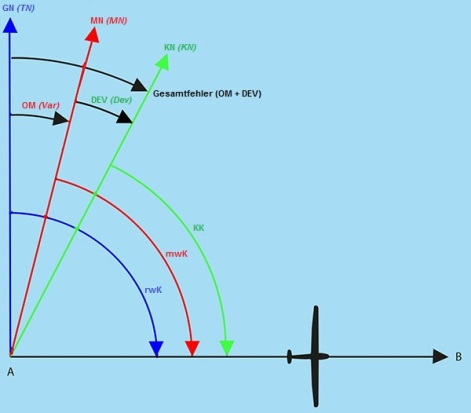 GN (TN)
MN (MN)
KN (KN)
Gesamtfehler (OM + DEV)
OM (Var)
DEV (Dev)
KK
mwK
rwK
A
B